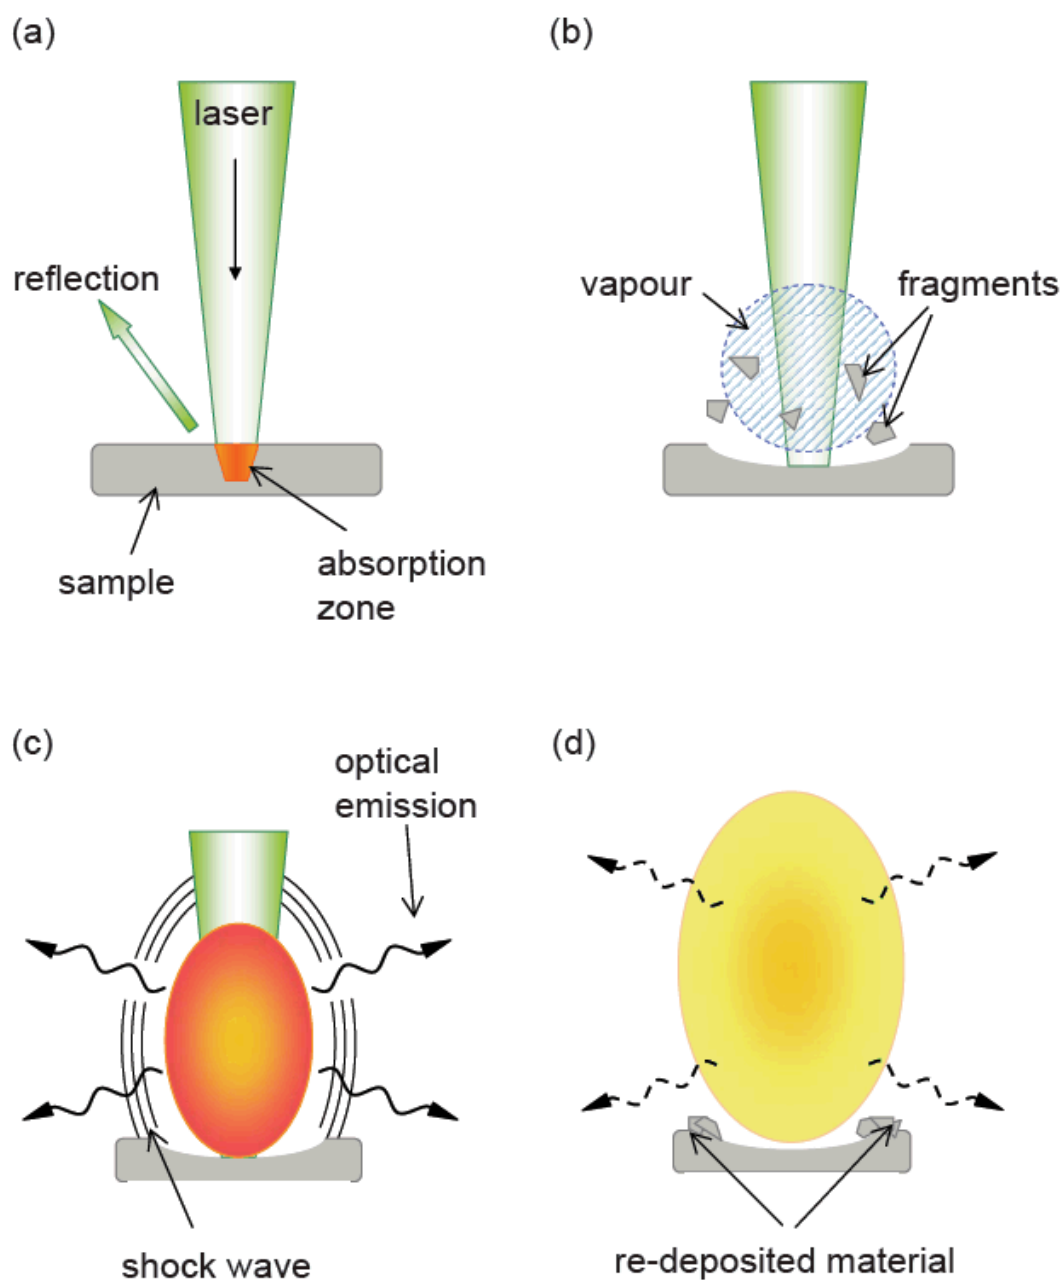 (a)
laser
reflection
sample
absorption
zone
(b)
vapour
fragments
(c)
optical
emission
shock wave
(d)
re-deposited material